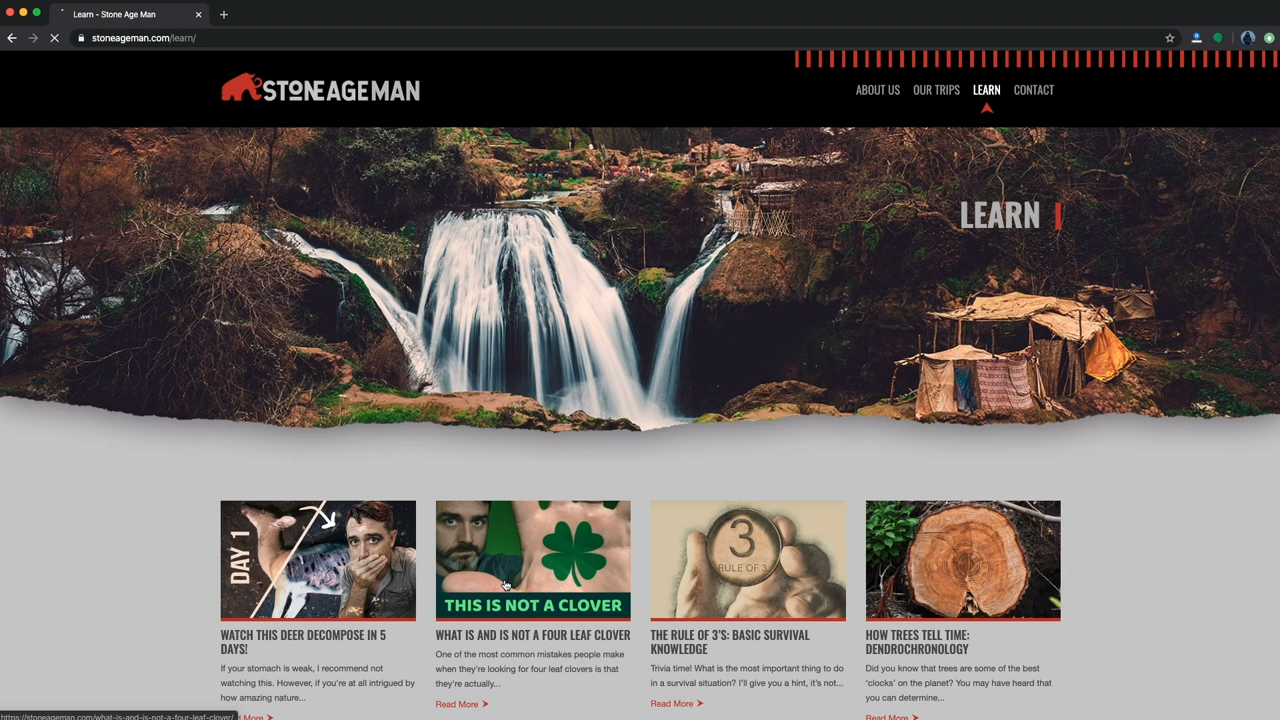 Learn - Stone Age Man
stoneageman.com/learn/
STONEAGEMAN
ABOUT US OUR TRIPS LEARN CONTACT
LEARN
DAY 1
WATCH THIS DEER DECOMPOSE IN 5
DAYS!
If your stomach is weak, I recommend not
watching this. However, if you're at all intrigued by
how amazing nature...
d More
THIS IS NOT A CLOVER
WHAT IS AND IS NOT A FOUR LEAF CLOVER
One of the most common mistakes people make
when they're looking for four leaf clovers is that
they're actually...
Read More
3
RULE OF 3
THE RULE OF 3'S: BASIC SURVIVAL
KNOWLEDGE
Trivia time! What is the most important thing to do
in a survival situation? I'll give you a hint, it's not...
Read More
HOW TREES TELL TIME:
DENDROCHRONOLOGY
Did you know that trees are some of the best
'clocks' on the planet? You may have heard that
you can determine...
Read More
https://stoneageman.com/what-is-and-is-not-a-four-leaf-clover/